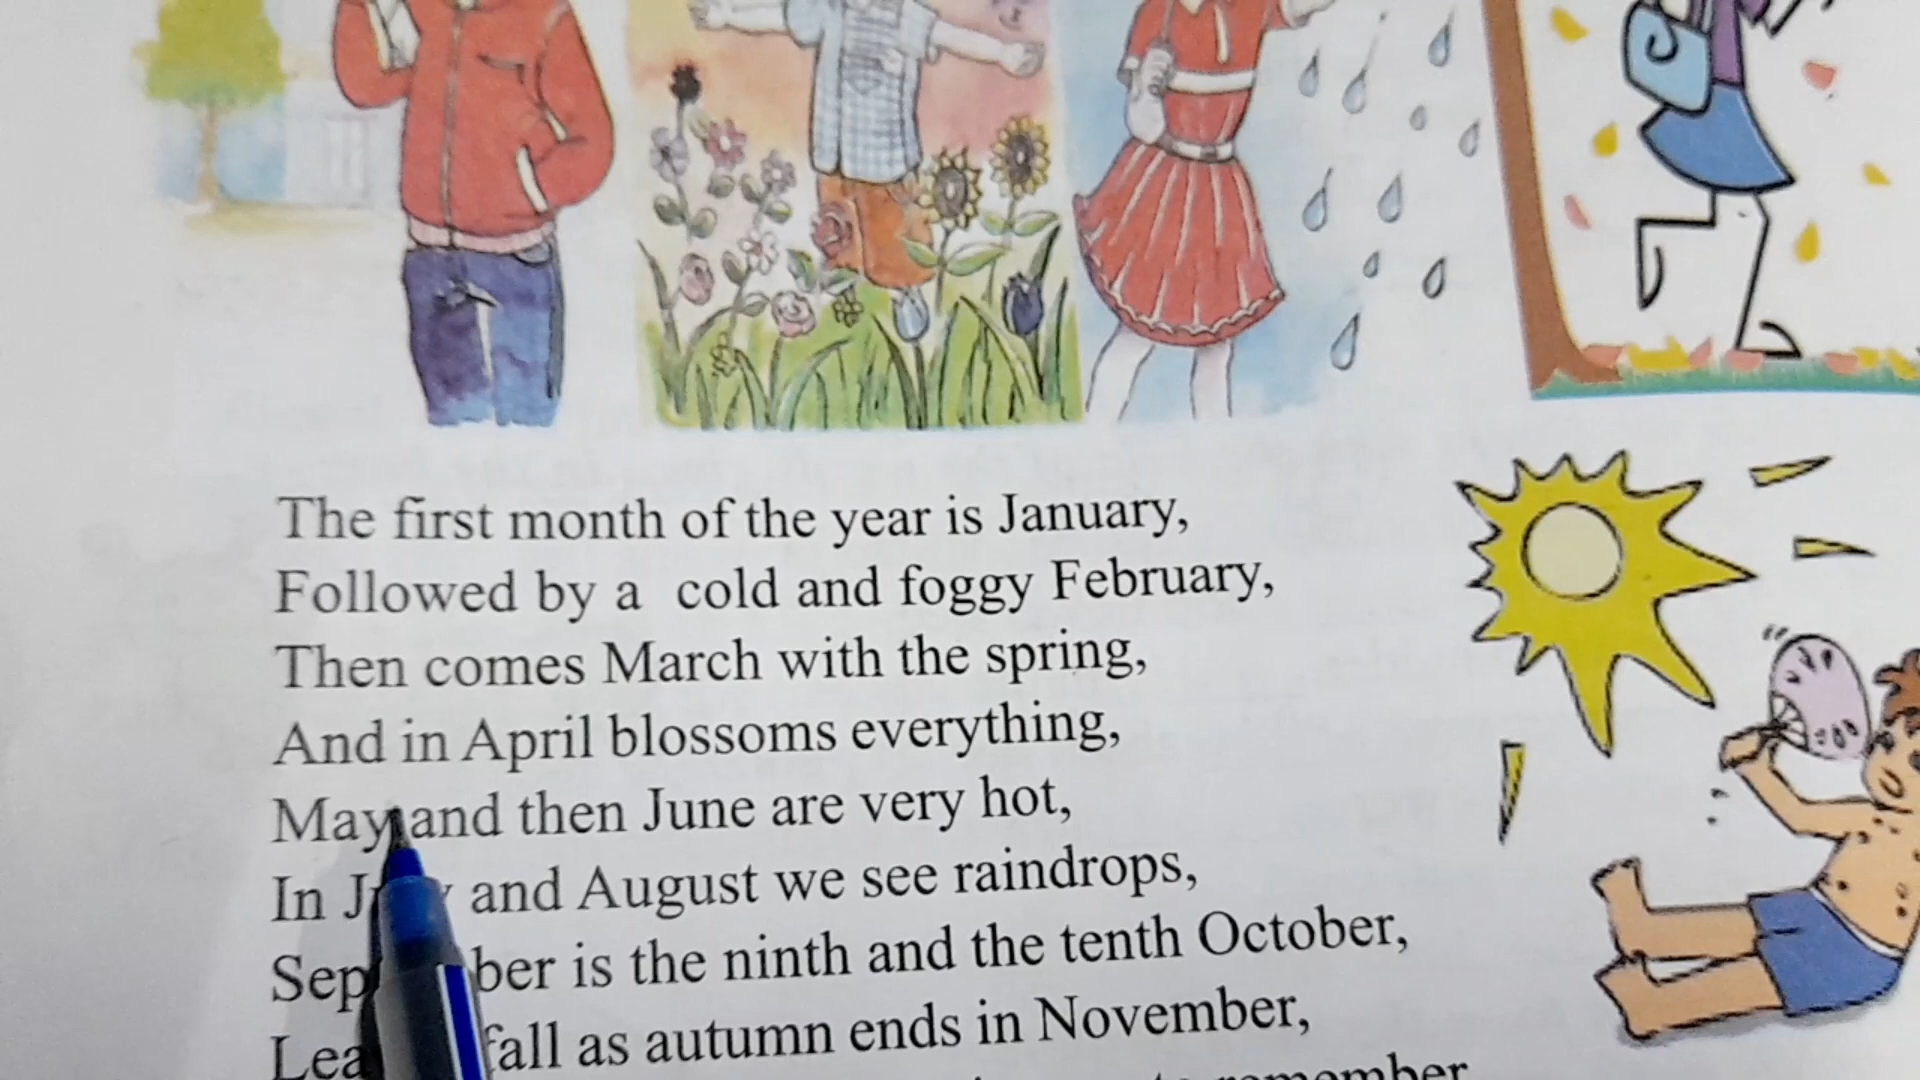 The first month of the year is January,
Followed by a cold and foggy February,
Then comes March with the spring,
And in April blossoms everything,
May and then June are very hot,
In and August we see raindrops,
is the ninth and the tenth October,
fall as autumn ends in November,
remember